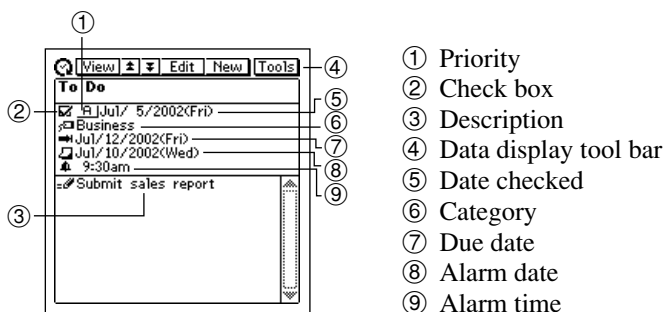 ①
View Edit New Tools
④
To Do
② A Jul/ 5/2002(Fri) ⑤
Business ⑥
Jul/12/2002(Fri) ⑦
Jul/10/2002(Wed) ⑧
9:30am ⑨
③ Submit sales report
① Priority
② Check box
③ Description
④ Data display tool bar
⑤ Date checked
⑥ Category
⑦ Due date
⑧ Alarm date
⑨ Alarm time